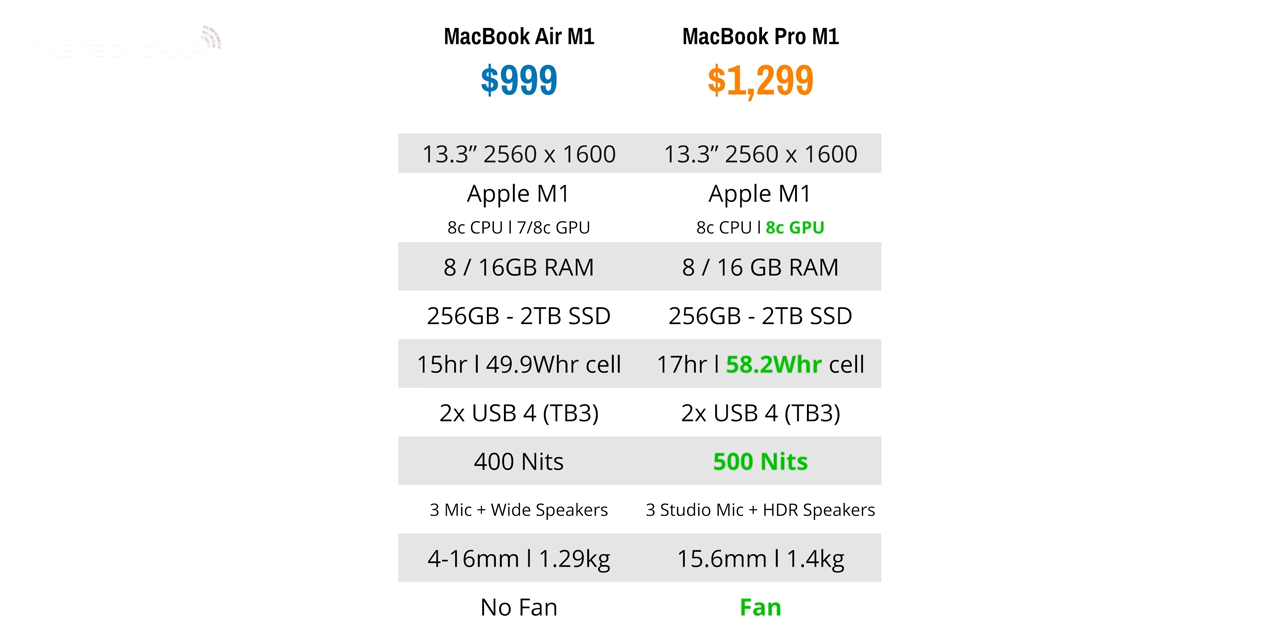 THE TECH CHAP
MacBook Air M1 MacBook Pro M1
$999 $1,299
13.3” 2560 x 1600 13.3” 2560 x 1600
Apple M1 Apple M1
8c CPU l 7/8c GPU 8c CPU l 8c GPU
8 / 16GB RAM 8 / 16 GB RAM
256GB - 2TB SSD 256GB - 2TB SSD
15hr l 49.9Whr cell 17hr l 58.2Whr cell
2x USB 4 (TB3) 2x USB 4 (TB3)
400 Nits 500 Nits
3 Mic + Wide Speakers 3 Studio Mic + HDR Speakers
4-16mm l 1.29kg 15.6mm l 1.4kg
No Fan Fan